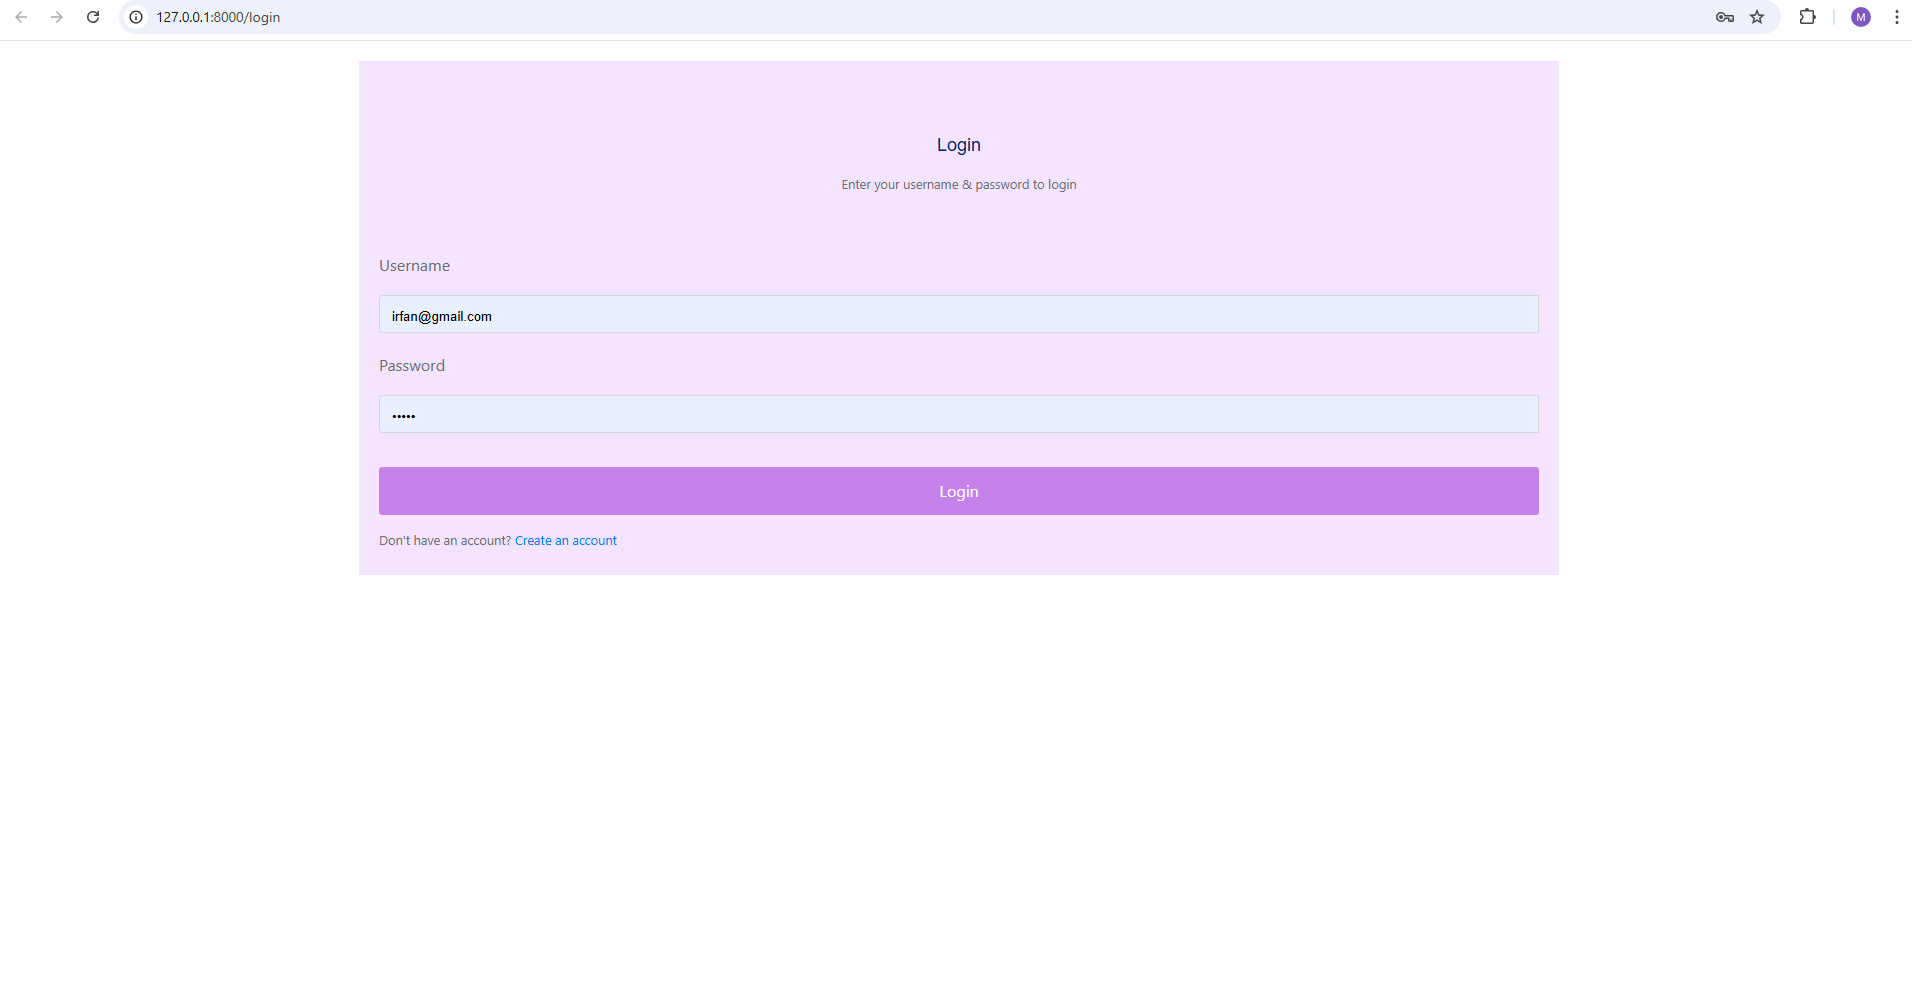 127.0.0.1:8000/login
M
Login
Enter your username & password to login
Username
irfan@gmail.com
Password
•••••
Login
Don't have an account? Create an account